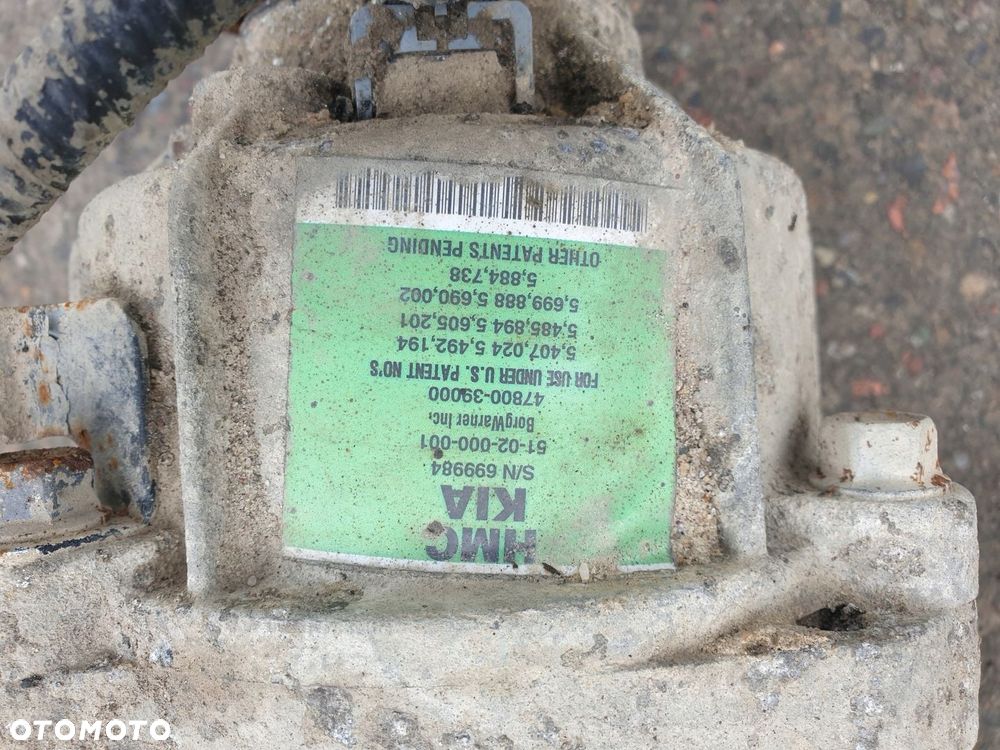 HMC
KIA
S/N 699984
51-02-000-001
BorgWarner Inc.
47800-39000
FOR USE UNDER U.S. PATENT NO'S
5,407,024 5,492,194
5,485,894 5,605,201
5,699,888 5,690,002
5,884,738
OTHER PATENTS PENDING
OTOMOTO